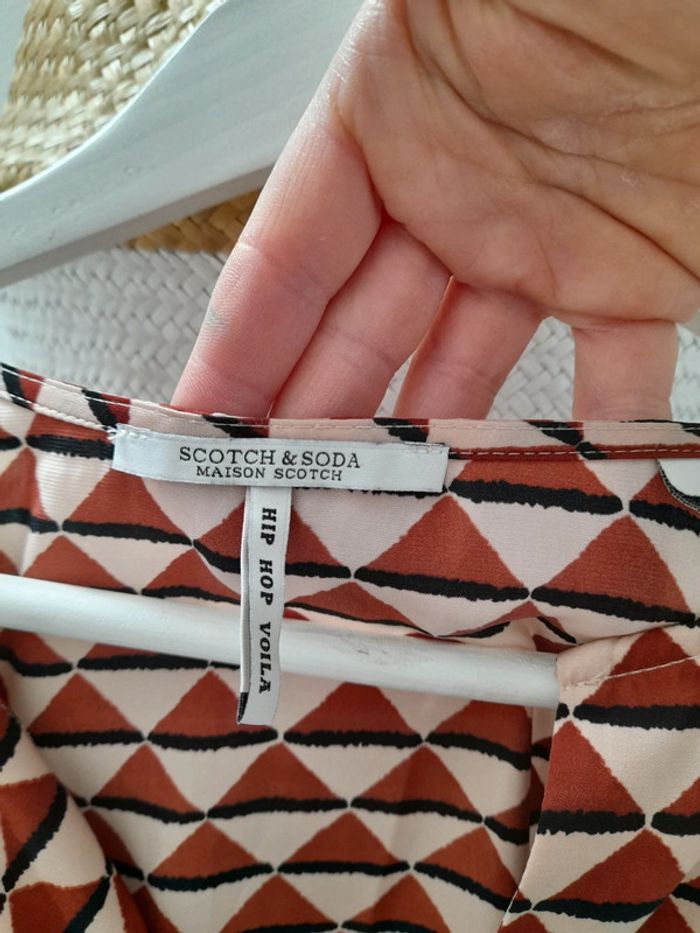 SCOTCH & SODA
MAISON SCOTCH
HIP HOP VOILA